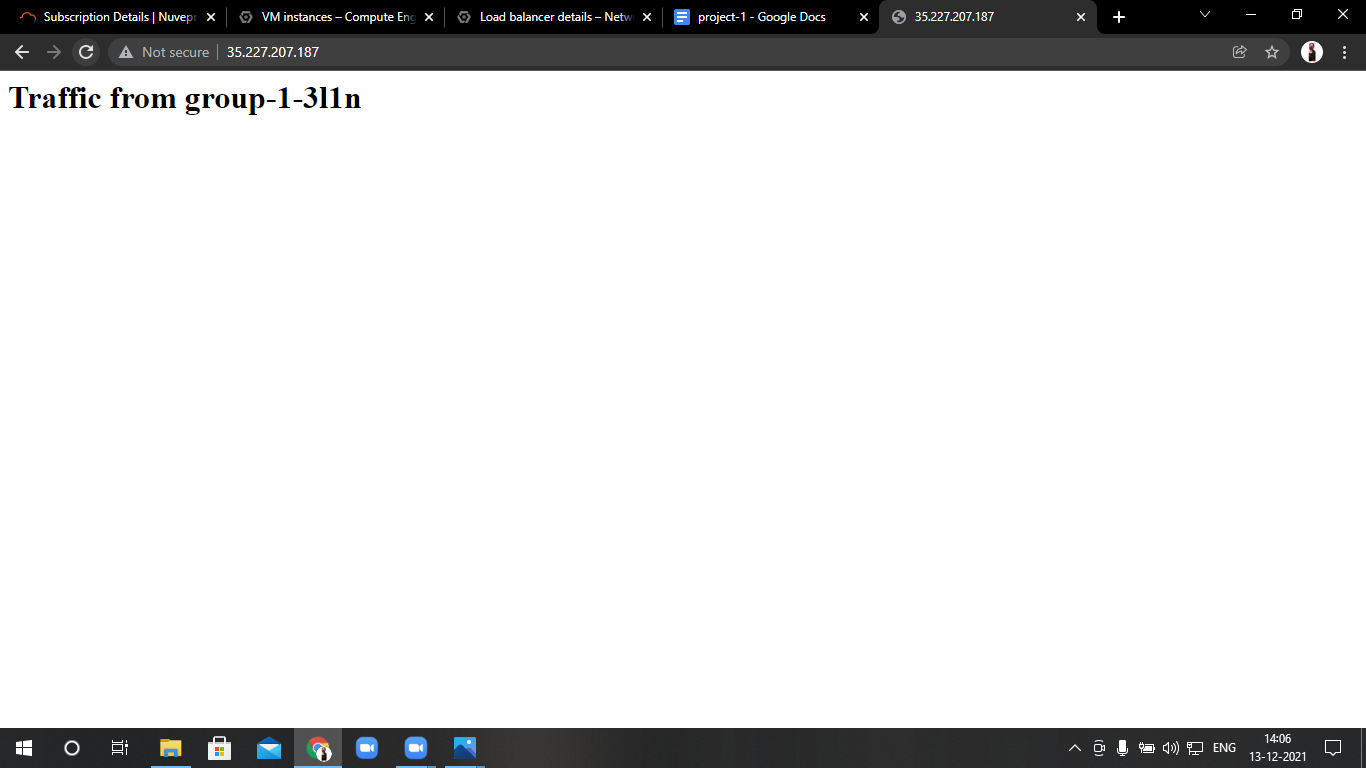 Subscription Details | Nuvepr
VM instances – Compute Eng
Load balancer details – Netw
project-1 - Google Docs
35.227.207.187
Not secure
35.227.207.187
Traffic from group-1-3l1n
ENG
14:06
13-12-2021